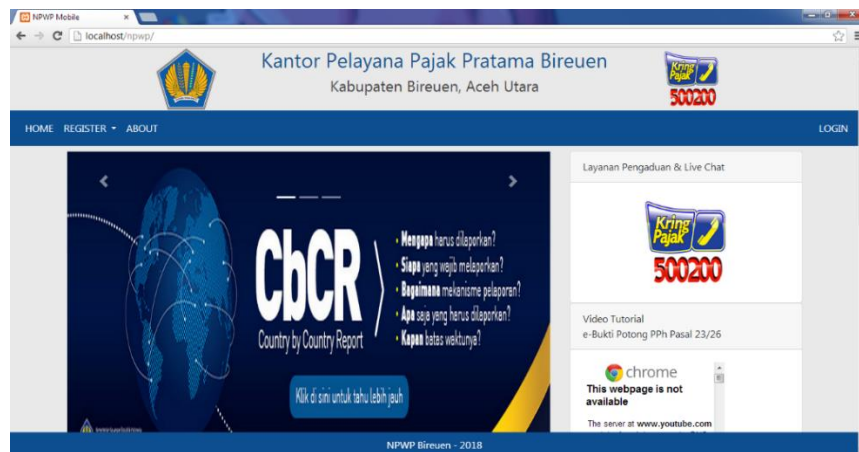 NPWP Mobile
localhost/npwp/
Kantor Pelayana Pajak Pratama Bireuen
Kabupaten Bireuen, Aceh Utara
Kring
Pajak
500200
HOME REGISTER ABOUT LOGIN
CbCR
Country by Country Report
• Mengapa harus dilaporkan?
• Siapa yang wajib melaporkan?
• Bagaimana mekanisme pelaporan?
• Apa saja yang harus dilaporkan?
• Kapan batas waktunya?
Klik di sini untuk tahu lebih jauh
Layanan Pengaduan & Live Chat
Kring
Pajak
500200
Video Tutorial
e-Bukti Potong PPh Pasal 23/26
chrome
This webpage is not
available
The server at www.youtube.com
NPWP Bireuen - 2018